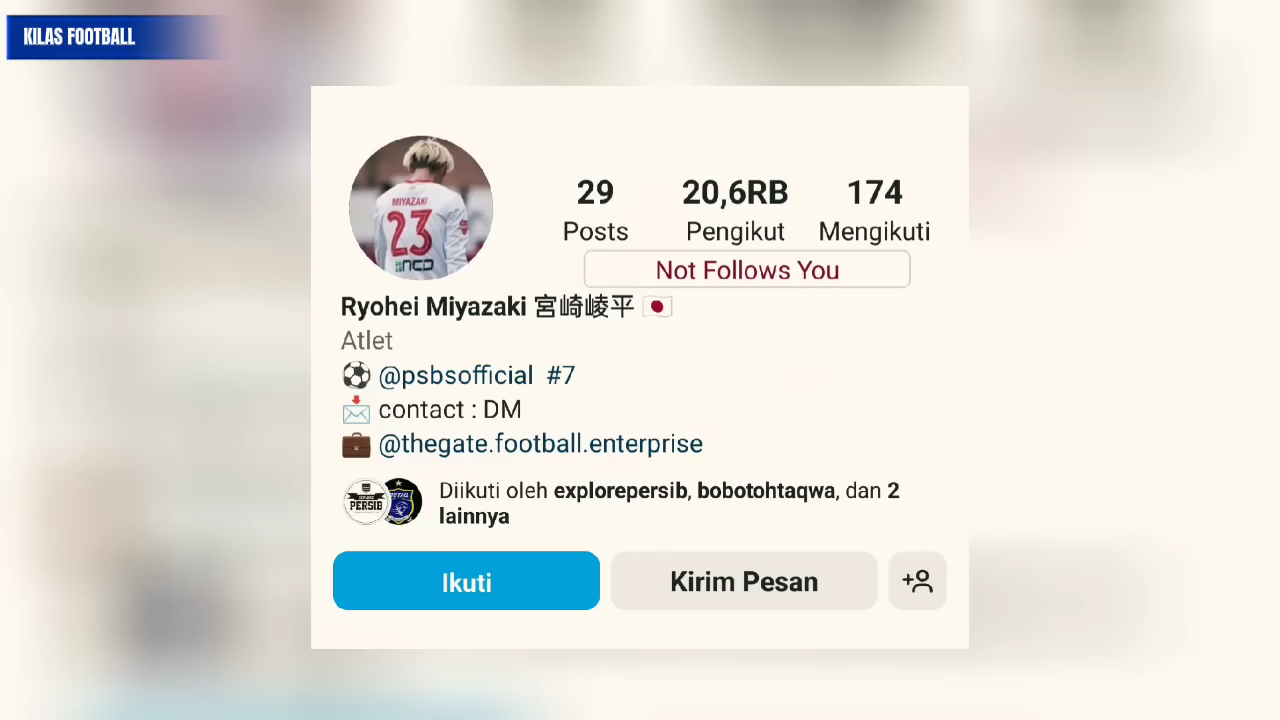 KILAS FOOTBALL
MIYAZAKI
23
29 20,6RB 174
Posts Pengikut Mengikuti
Not Follows You
Ryohei Miyazaki 宮崎崚平 🇯🇵
Atlet
⚽ @psbsofficial #7
📩 contact : DM
💼 @thegate.football.enterprise
PERSIB
Diikuti oleh explorepersib, bobotohtaqwa, dan 2
lainnya
Ikuti Kirim Pesan